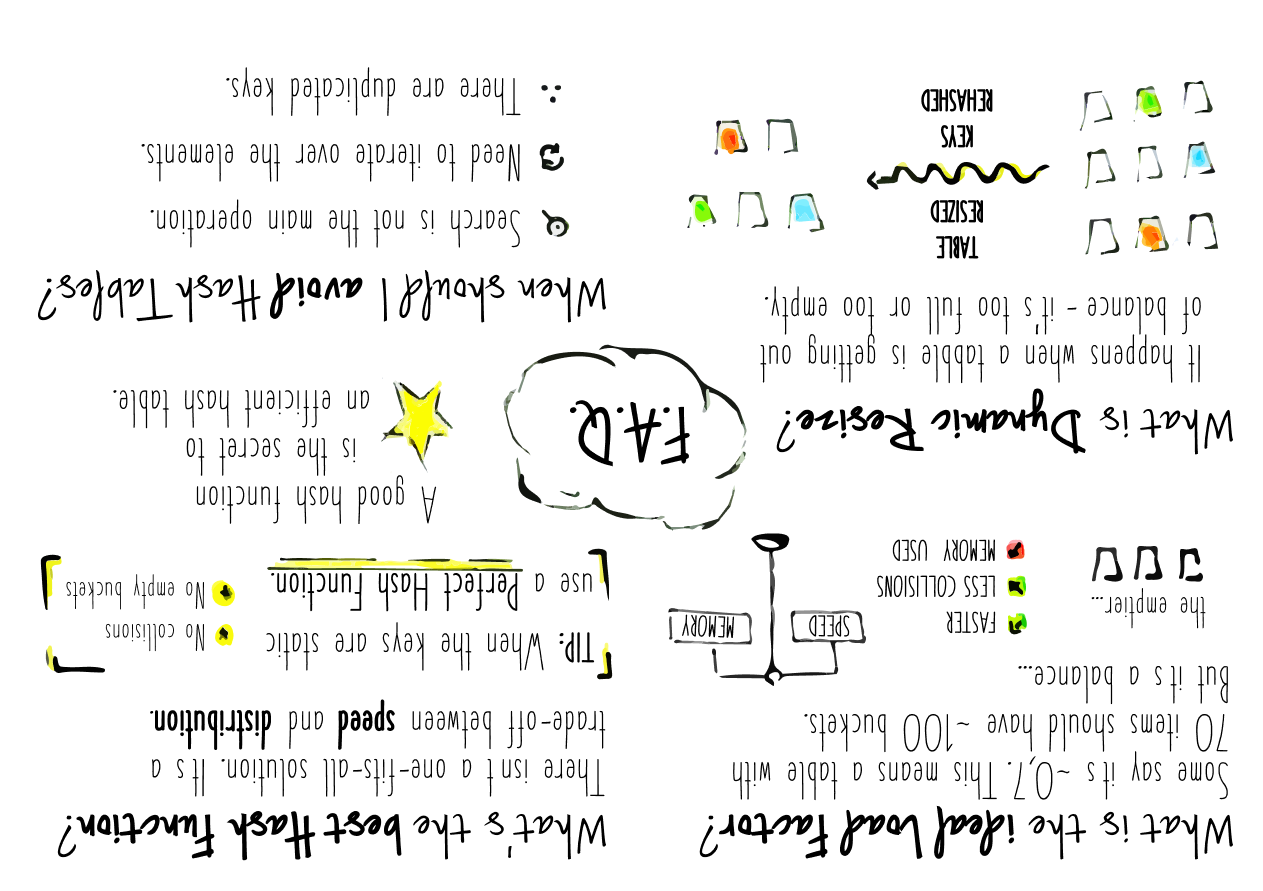 What is the ideal load factor?
Some say it's ~0,7. This means a table with
70 items should have ~100 buckets.
But it's a balance...
the emptier...
FASTER
LESS COLLISIONS
MEMORY USED
SPEED
MEMORY
What's the best Hash Function?
There isn't a one-fits-all solution. It's a
trade-off between speed and distribution.
TIP: When the keys are static
use a Perfect Hash Function.
No collisions
No empty buckets
A good hash function
is the secret to
an efficient hash table.
F.A.Q.
What is Dynamic Resize?
It happens when a tabble is getting out
of balance - it's too full or too empty.
TABLE
RESIZED
KEYS
REHASHED
When should I avoid Hash Tables?
Search is not the main operation.
Need to iterate over the elements.
There are duplicated keys.